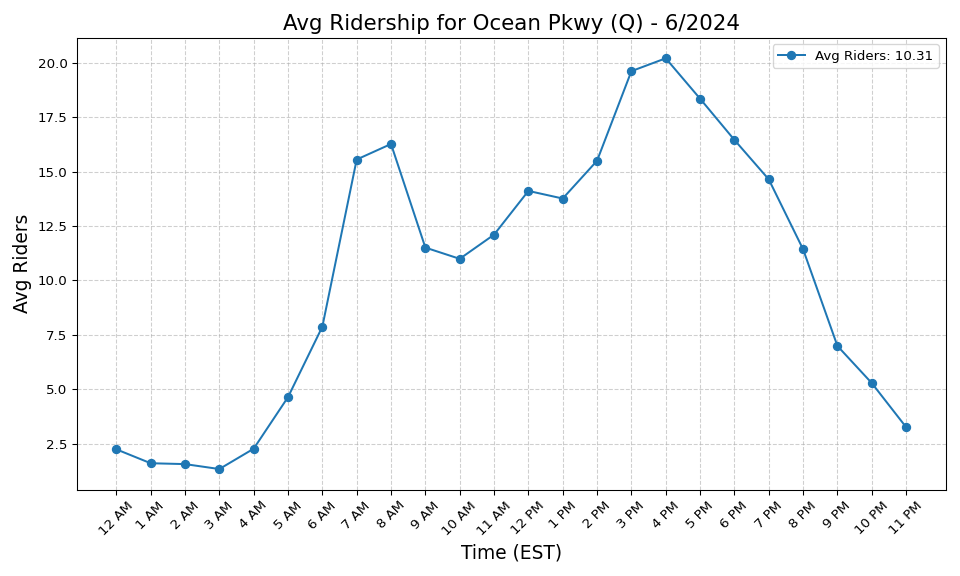 Avg Ridership for Ocean Pkwy (Q) - 6/2024
Avg Riders: 10.31
Avg Riders
20.0
17.5
15.0
12.5
10.0
7.5
5.0
2.5
12 AM
1 AM
2 AM
3 AM
4 AM
5 AM
6 AM
7 AM
8 AM
9 AM
10 AM
11 AM
12 PM
1 PM
2 PM
3 PM
4 PM
5 PM
6 PM
7 PM
8 PM
9 PM
10 PM
11 PM
Time (EST)